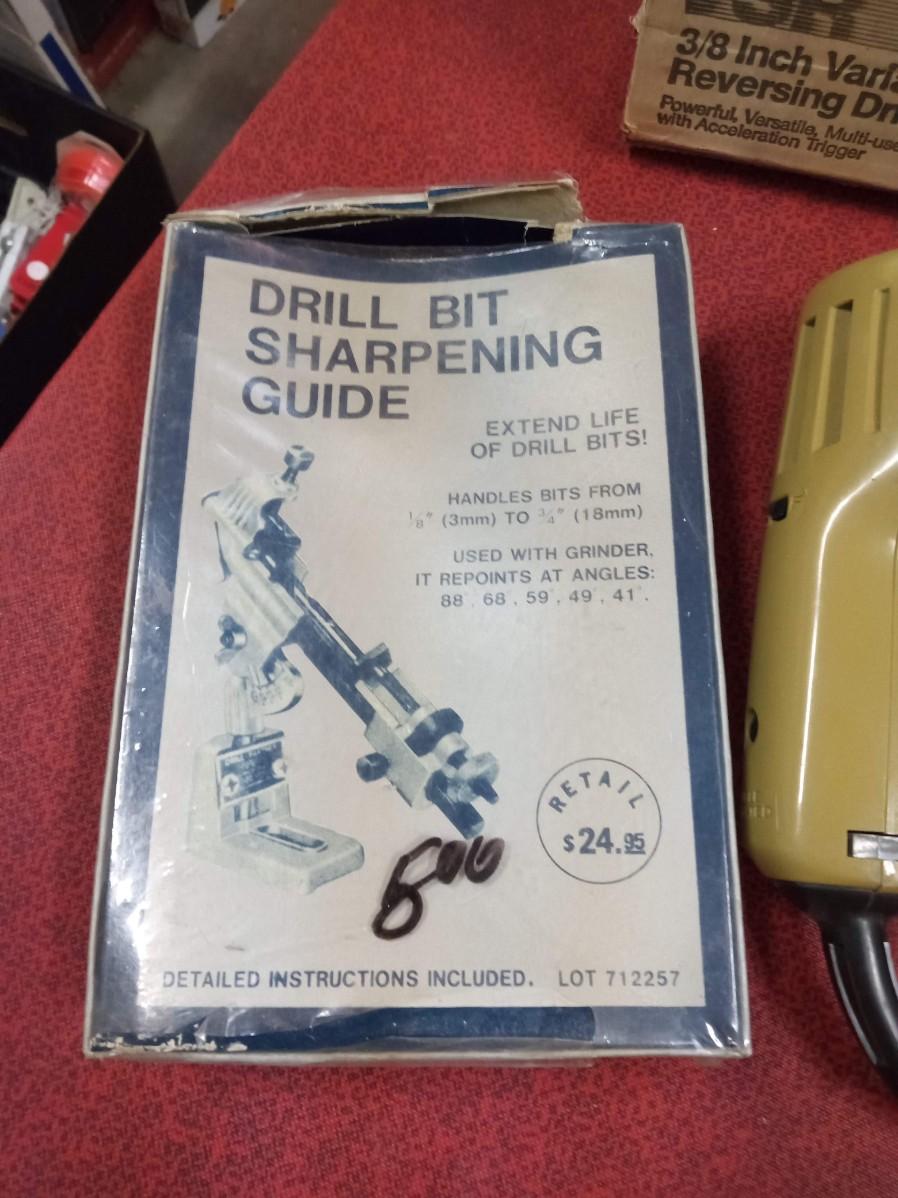 3/8 Inch
Reversing
Powerful, Versatile, Multi-use
with Acceleration Trigger
DRILL BIT
SHARPENING
GUIDE
EXTEND LIFE
OF DRILL BITS!
HANDLES BITS FROM
1/8" (3mm) TO 3/4" (18mm)
USED WITH GRINDER,
IT REPOINTS AT ANGLES:
88°, 68°, 59°, 49°, 41°.
RETAIL
$24.95
5⁰⁰
DETAILED INSTRUCTIONS INCLUDED. LOT 712257